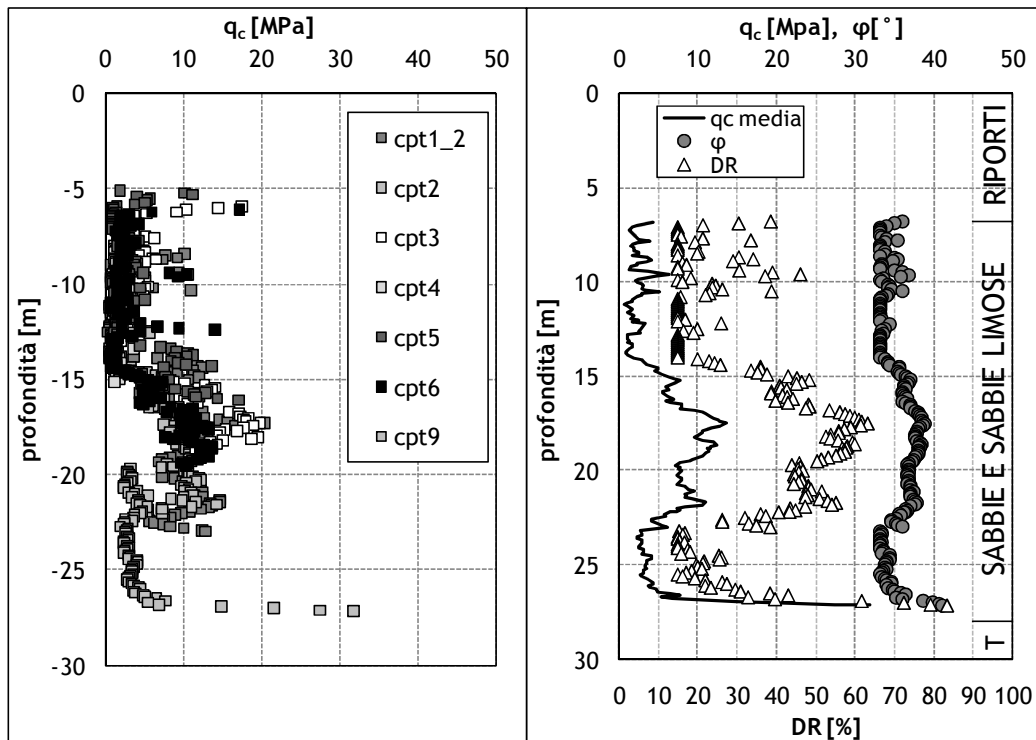 qc [MPa]
0 10 20 30 40 50
0
-5
-10
-15
-20
-25
-30
profondità [m]
cpt1_2
cpt2
cpt3
cpt4
cpt5
cpt6
cpt9
qc [Mpa], φ[°]
0 10 20 30 40 50
0
5
10
15
20
25
30
profondità [m]
qc media
φ
DR
RIPORTI
SABBIE E SABBIE LIMOSE
T
0 10 20 30 40 50 60 70 80 90 100
DR [%]